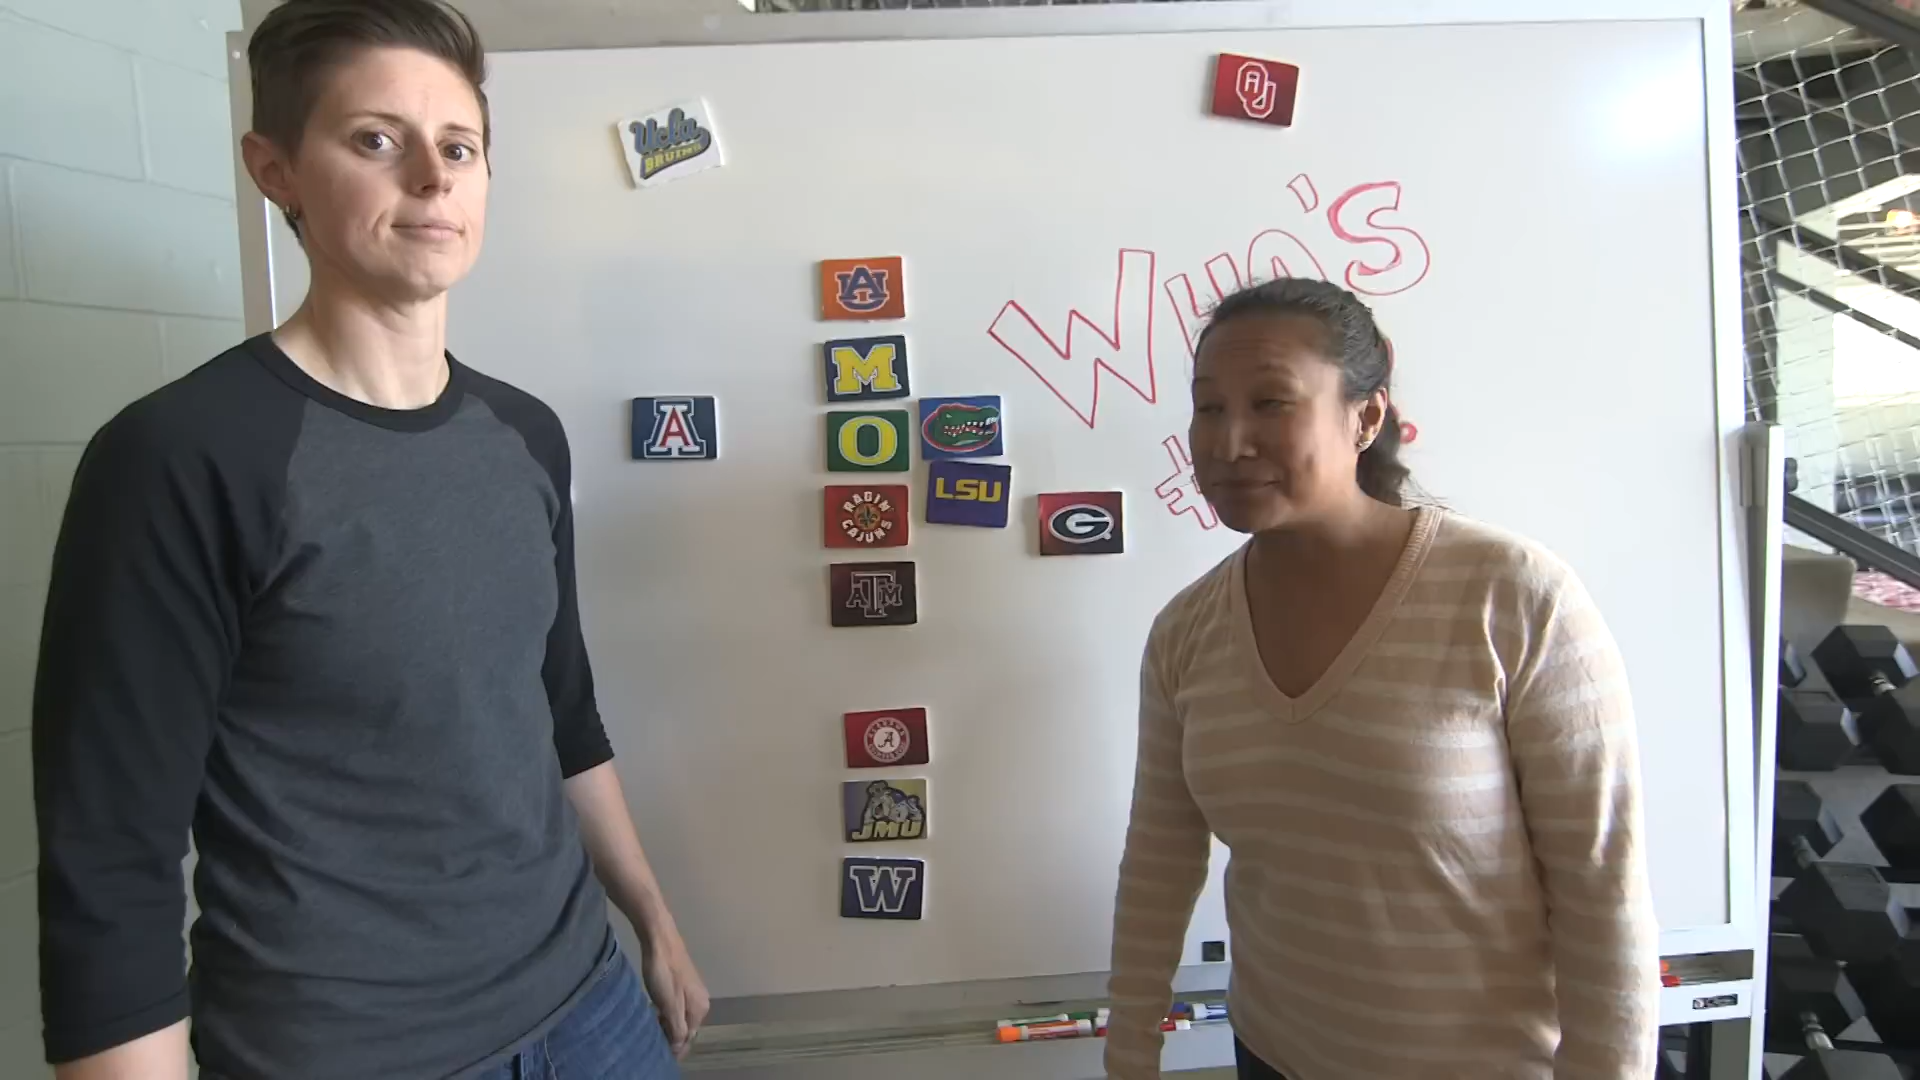 OU
Ucla
BRUINS
WHO'S
#
AU
M
A
O
LSU
RAGIN'
CAJUNS
G
ATM
A
JMU
W